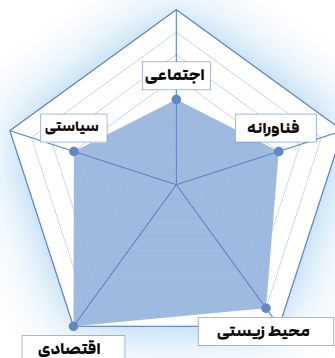 اجتماعی
فناورانه
سیاستی
محیط زیستی
اقتصادی